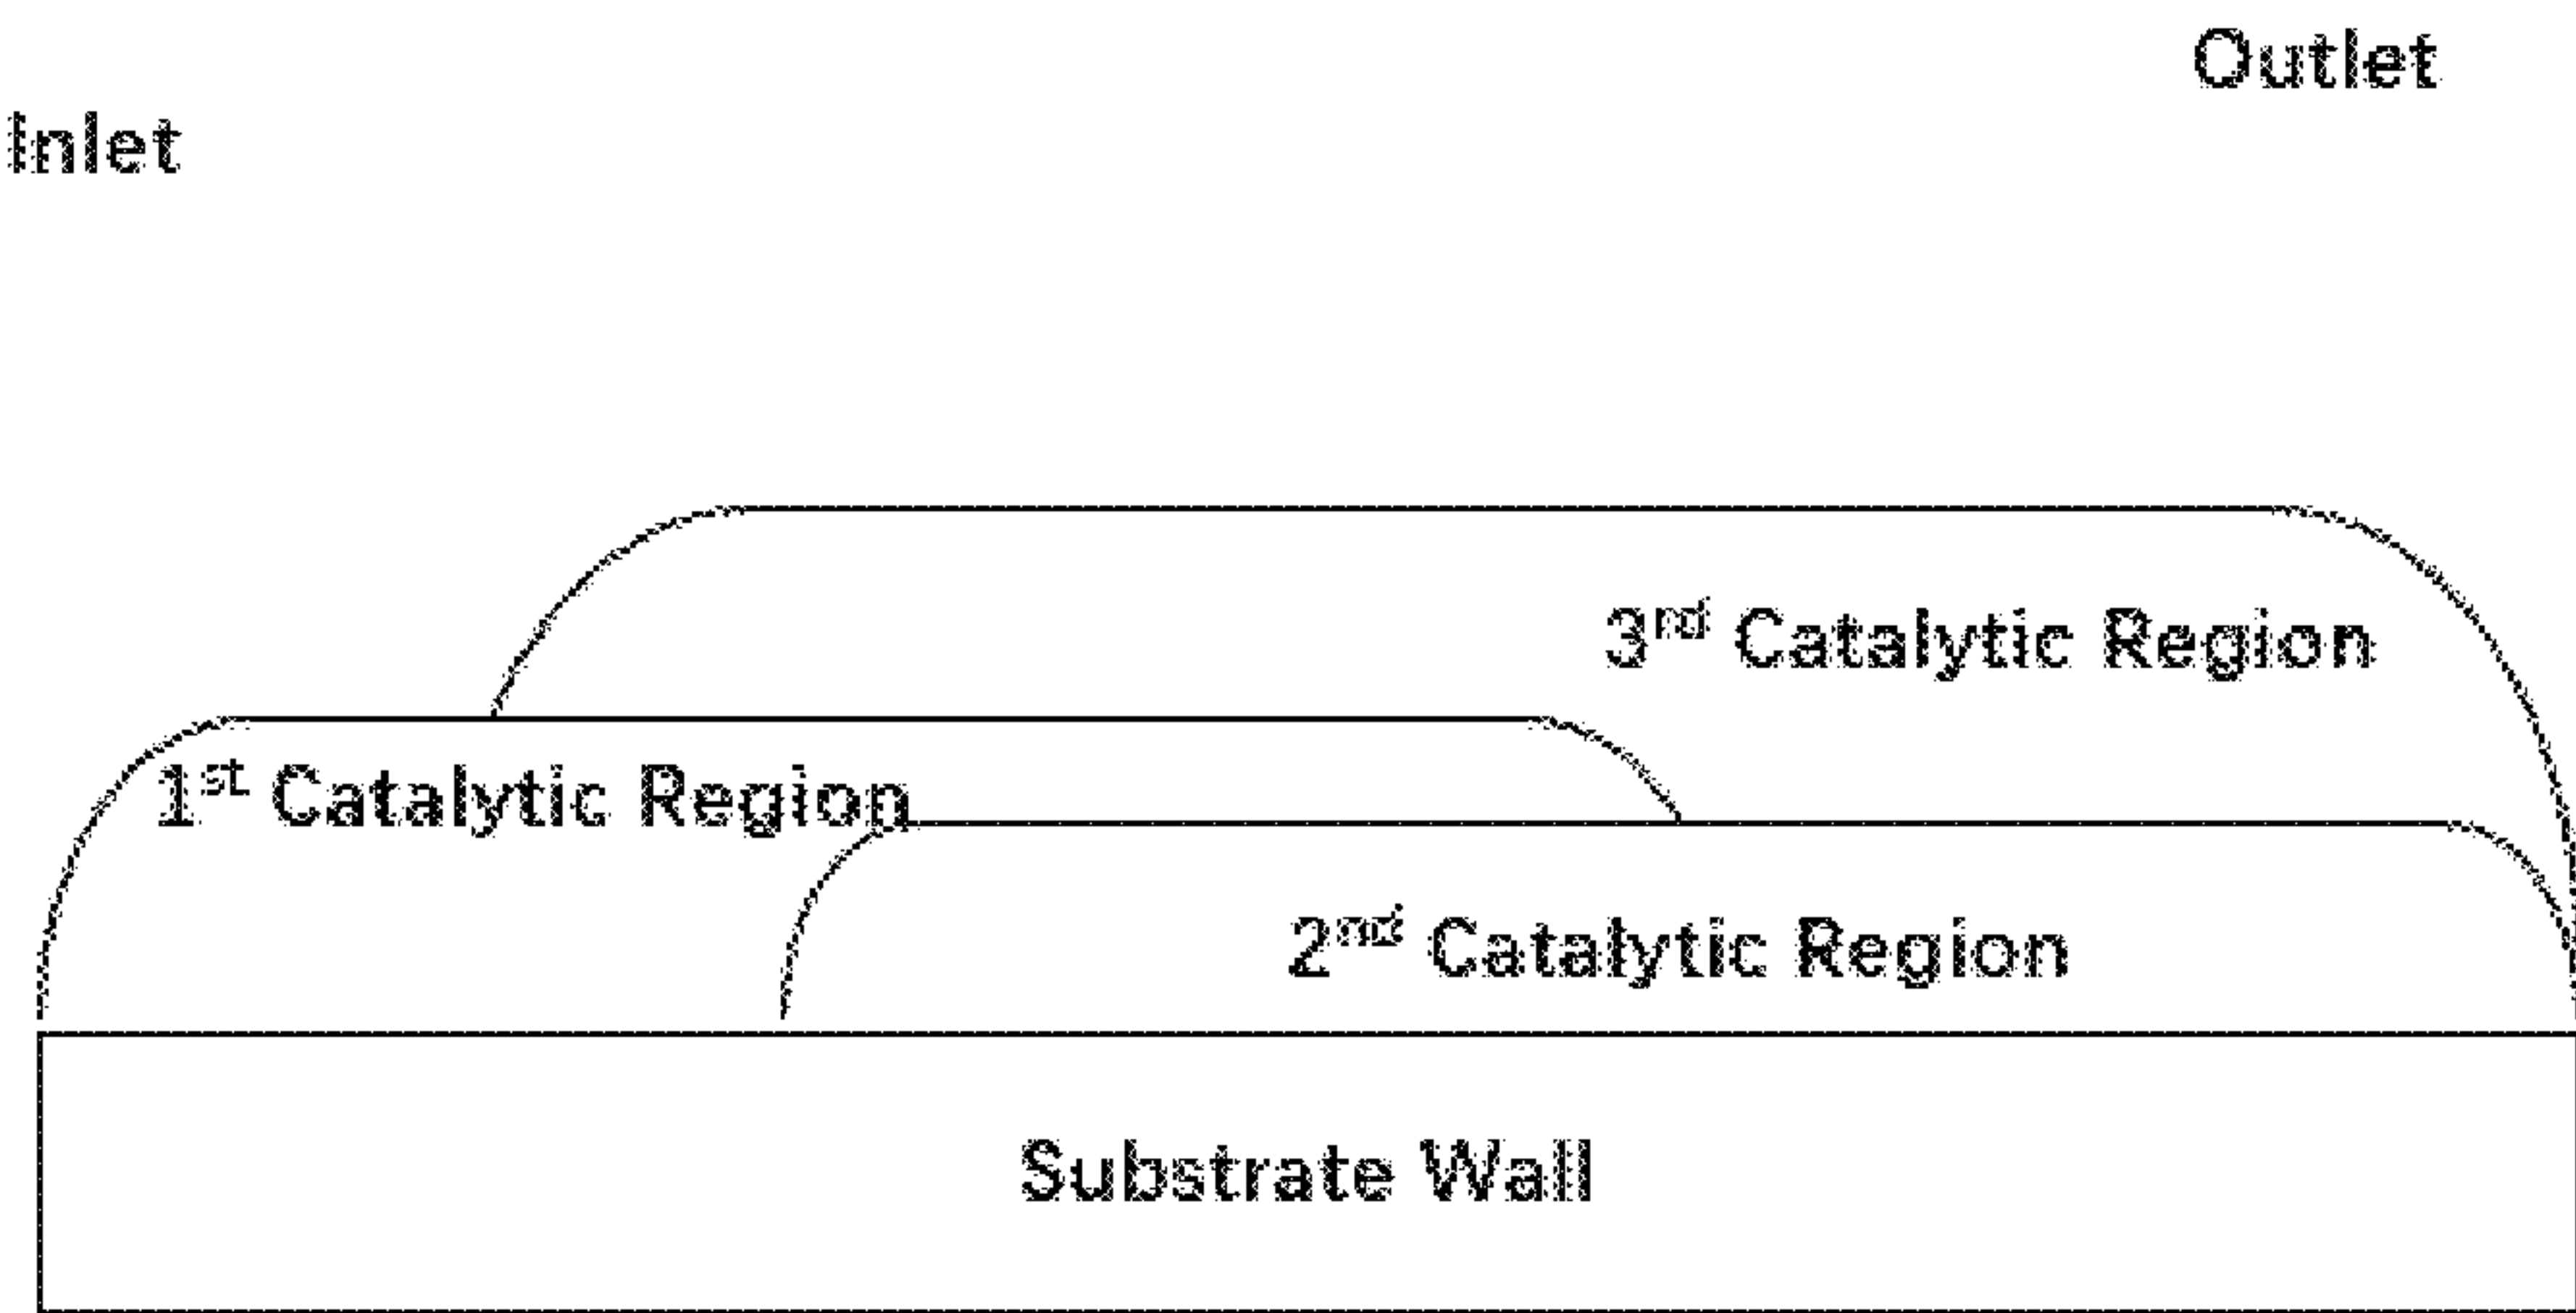 Outlet
Inlet
3rd Catalytic Region
1st Catalytic Region
2nd Catalytic Region
Substrate Wall